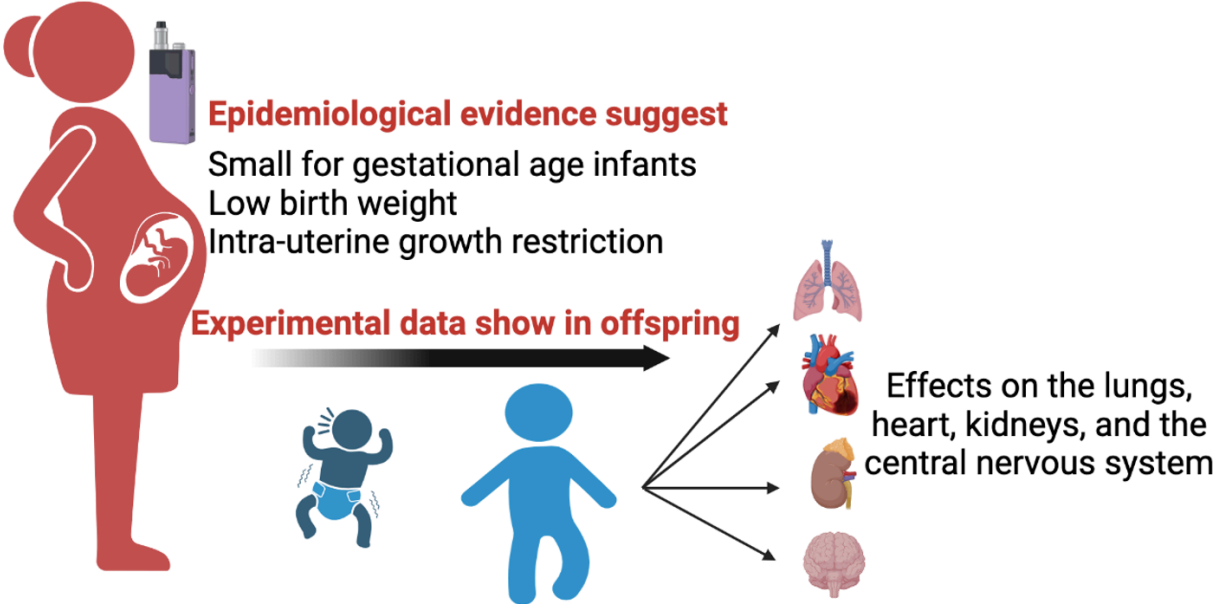 Epidemiological evidence suggest
Small for gestational age infants
Low birth weight
Intra-uterine growth restriction
Experimental data show in offspring
Effects on the lungs,
heart, kidneys, and the
central nervous system